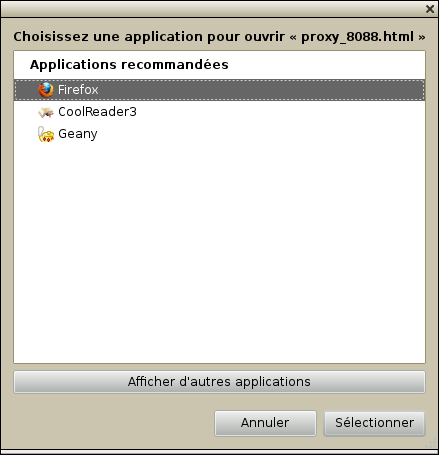 Choisissez une application pour ouvrir « proxy_8088.html »
Applications recommandées
Firefox
CoolReader3
Geany
Afficher d'autres applications
Annuler
Sélectionner